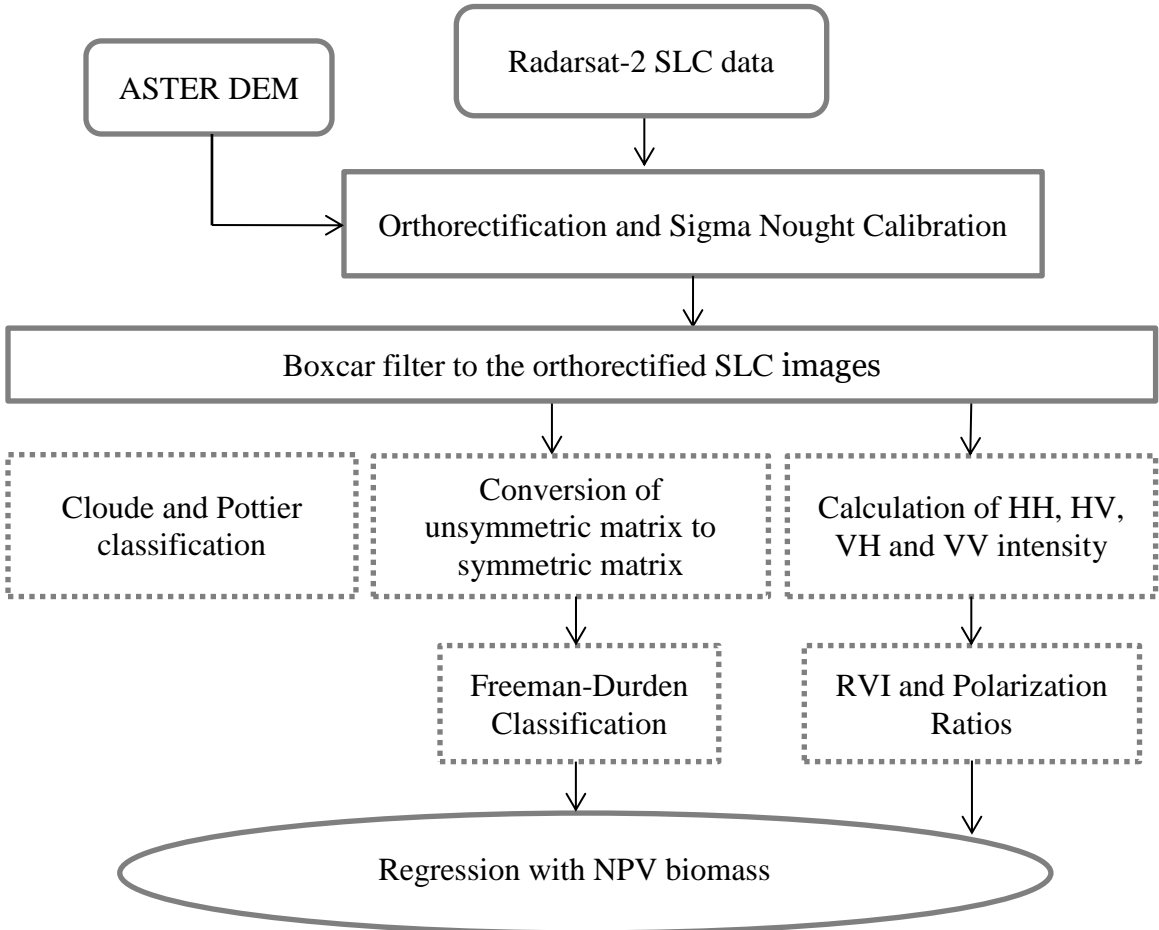 Radarsat-2 SLC data
ASTER DEM
Orthorectification and Sigma Nought Calibration
Boxcar filter to the orthorectified SLC images
Cloude and Pottier
classification
Conversion of
unsymmetric matrix to
symmetric matrix
Calculation of HH, HV,
VH and VV intensity
Freeman-Durden
Classification
RVI and Polarization
Ratios
Regression with NPV biomass